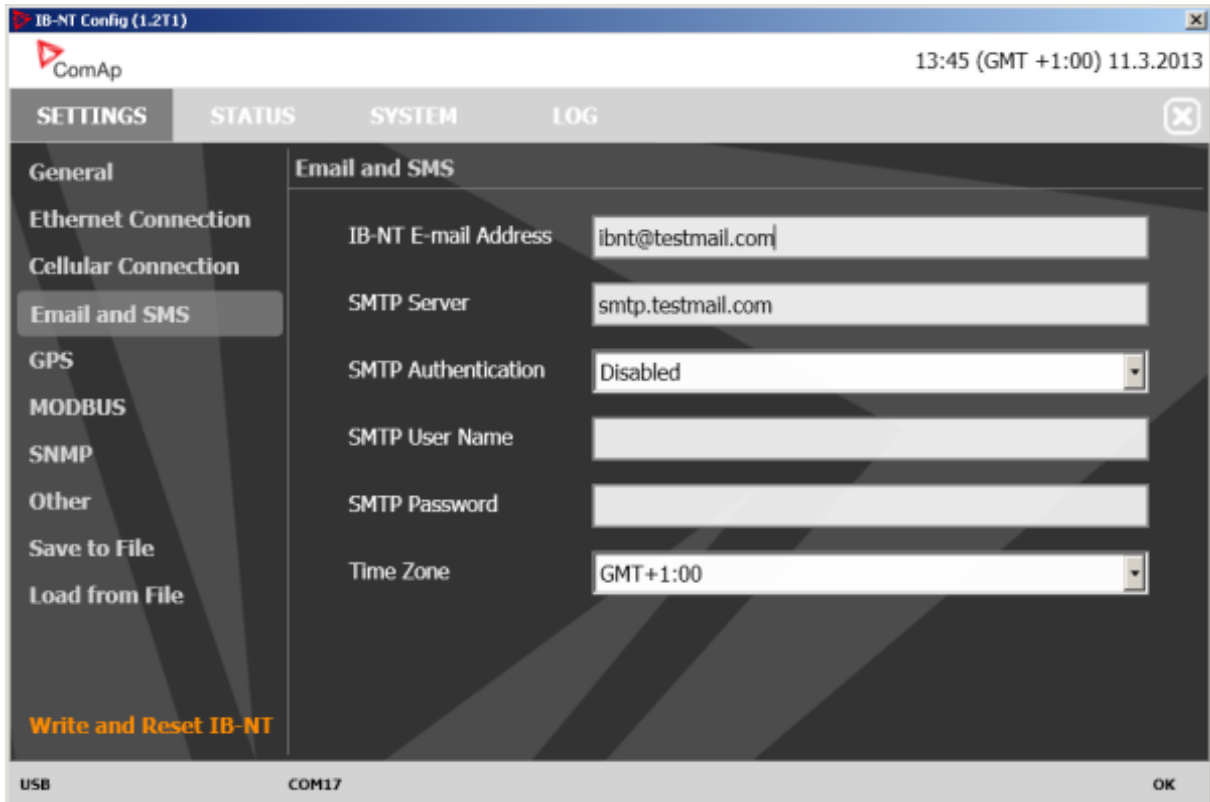 IB-NT Config (1.2T1)
ComAp
13:45 (GMT +1:00) 11.3.2013
SETTINGS STATUS SYSTEM LOG
General
Ethernet Connection
Cellular Connection
Email and SMS
GPS
MODBUS
SNMP
Other
Save to File
Load from File
Write and Reset IB-NT
Email and SMS
IB-NT E-mail Address ibnt@testmail.com
SMTP Server smtp.testmail.com
SMTP Authentication Disabled
SMTP User Name
SMTP Password
Time Zone GMT+1:00
USB COM17 OK